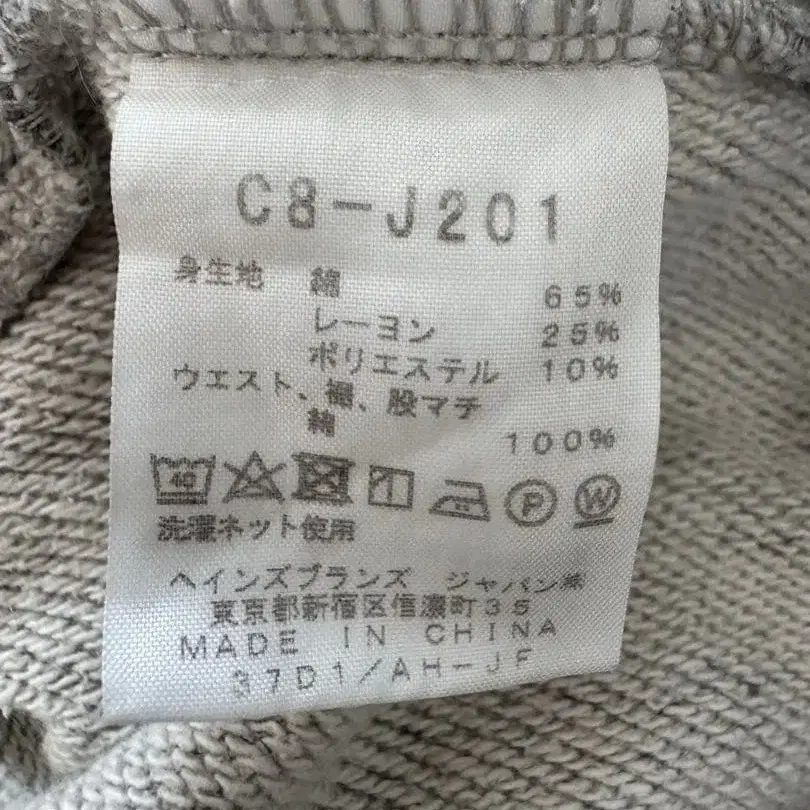 C8-J201
身生地 綿 65%
レーヨン 25%
ポリエステル 10%
ウエスト、裾、股マチ
綿 100%
40 P W
洗濯ネット使用
ヘインズブランズ ジャパン㈱
東京都新宿区信濃町35
MADE IN CHINA
37D1/AH-JF